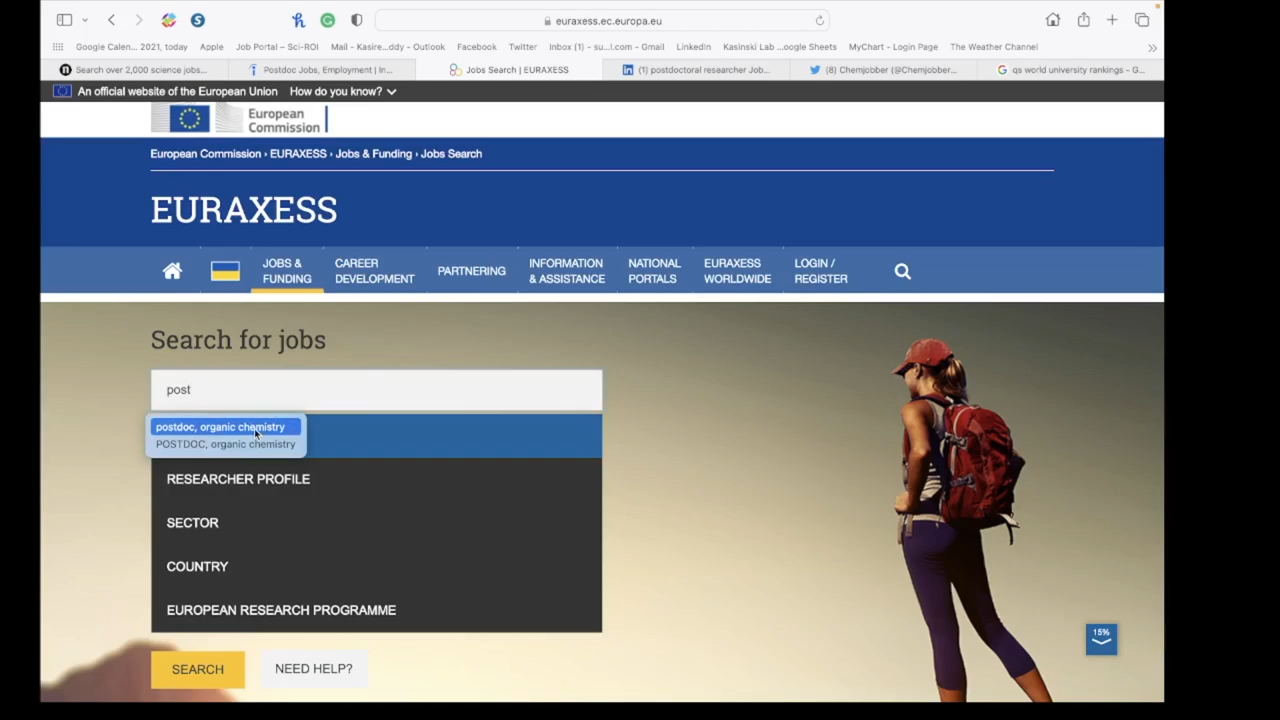 euraxess.ec.europa.eu
Google Calen... 2021, today Apple Job Portal – Sci-ROI Mail - Kasire...ddy - Outlook Facebook Twitter Inbox (1) - su...l.com - Gmail LinkedIn Kasinski Lab ...oogle Sheets MyChart - Login Page The Weather Channel
Search over 2,000 science jobs... Postdoc Jobs, Employment | In... Jobs Search | EURAXESS (1) postdoctoral researcher Job... (8) Chemjobber (@Chemjobber... qs world university rankings - G...
An official website of the European Union How do you know?
European
Commission
European Commission › EURAXESS › Jobs & Funding › Jobs Search
EURAXESS
JOBS &
FUNDING
CAREER
DEVELOPMENT
PARTNERING
INFORMATION
& ASSISTANCE
NATIONAL
PORTALS
EURAXESS
WORLDWIDE
LOGIN /
REGISTER
Search for jobs
post
postdoc, organic chemistry
POSTDOC, organic chemistry
RESEARCHER PROFILE
SECTOR
COUNTRY
EUROPEAN RESEARCH PROGRAMME
15%
SEARCH NEED HELP?